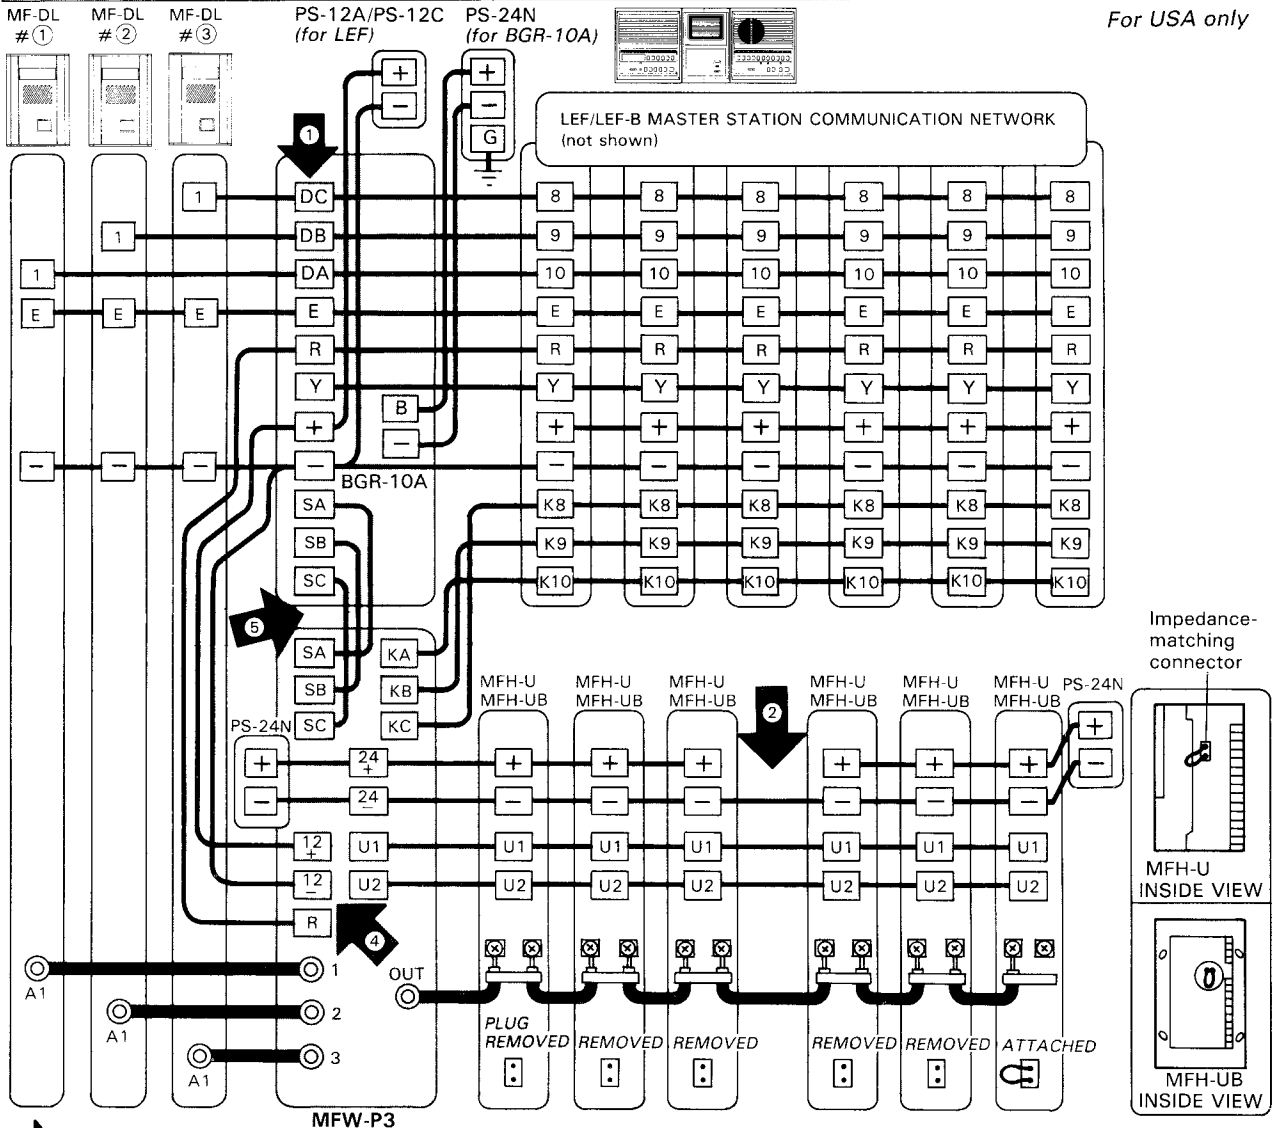 MF-DL MF-DL MF-DL PS-12A/PS-12C PS-24N For USA only
#① #② #③ (for LEF) (for BGR-10A)
+ +
− −
G
①
LEF/LEF-B MASTER STATION COMMUNICATION NETWORK
(not shown)
1 DC 8 8 8 8 8 8
1 DB 9 9 9 9 9 9
1 DA 10 10 10 10 10 10
E E E E E E E E E E
R R R R R R R
Y Y Y Y Y Y Y
B
+ + + + + + +
−
− − − − − − − − − −
BGR-10A
SA K8 K8 K8 K8 K8 K8
SB K9 K9 K9 K9 K9 K9
SC K10 K10 K10 K10 K10 K10
⑤
SA KA
SB KB
SC KC
Impedance-
matching
connector
MFH-U MFH-U MFH-U MFH-U MFH-U MFH-U PS-24N
MFH-UB MFH-UB MFH-UB MFH-UB MFH-UB MFH-UB
②
PS-24N
+ −
+ 24+ + + + + + +
− 24− − − − − − −
12+ U1 U1 U1 U1 U1 U1 U1
12− U2 U2 U2 U2 U2 U2 U2
R
④
MFH-U
INSIDE VIEW
A1 1
OUT
A1 2
A1 3
PLUG
REMOVED REMOVED REMOVED REMOVED REMOVED ATTACHED
MFH-UB
INSIDE VIEW
MFW-P3